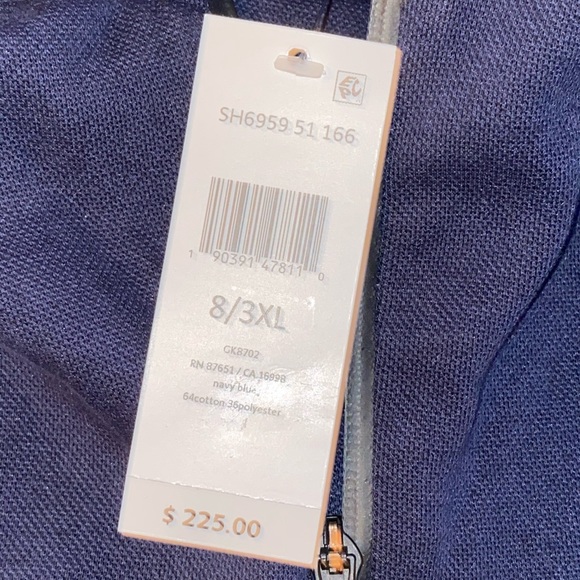 SH6959 51 166
1 90391 47811 0
8/3XL
GK8702
RN 87651 / CA 16998
navy blue
64cotton 36polyester
$ 225.00